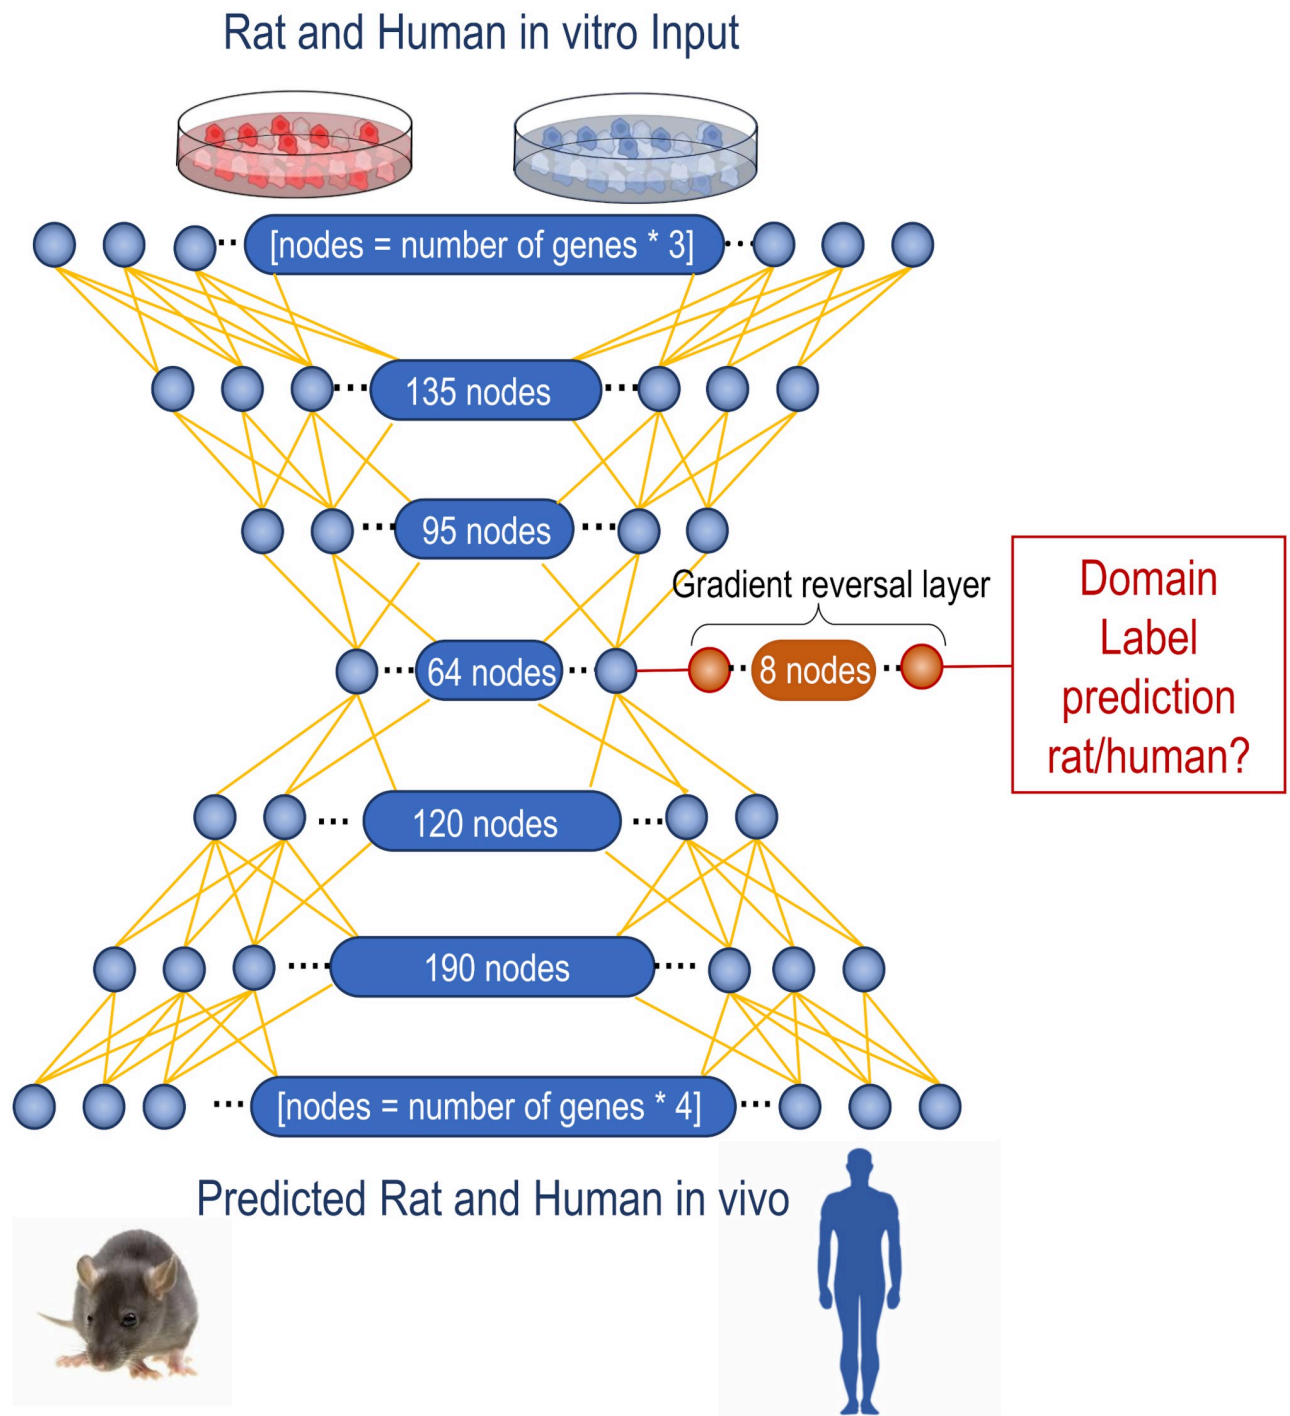 Rat and Human in vitro Input
[nodes = number of genes * 3]
135 nodes
95 nodes
Gradient reversal layer
64 nodes
8 nodes
Domain
Label
prediction
rat/human?
120 nodes
190 nodes
[nodes = number of genes * 4]
Predicted Rat and Human in vivo